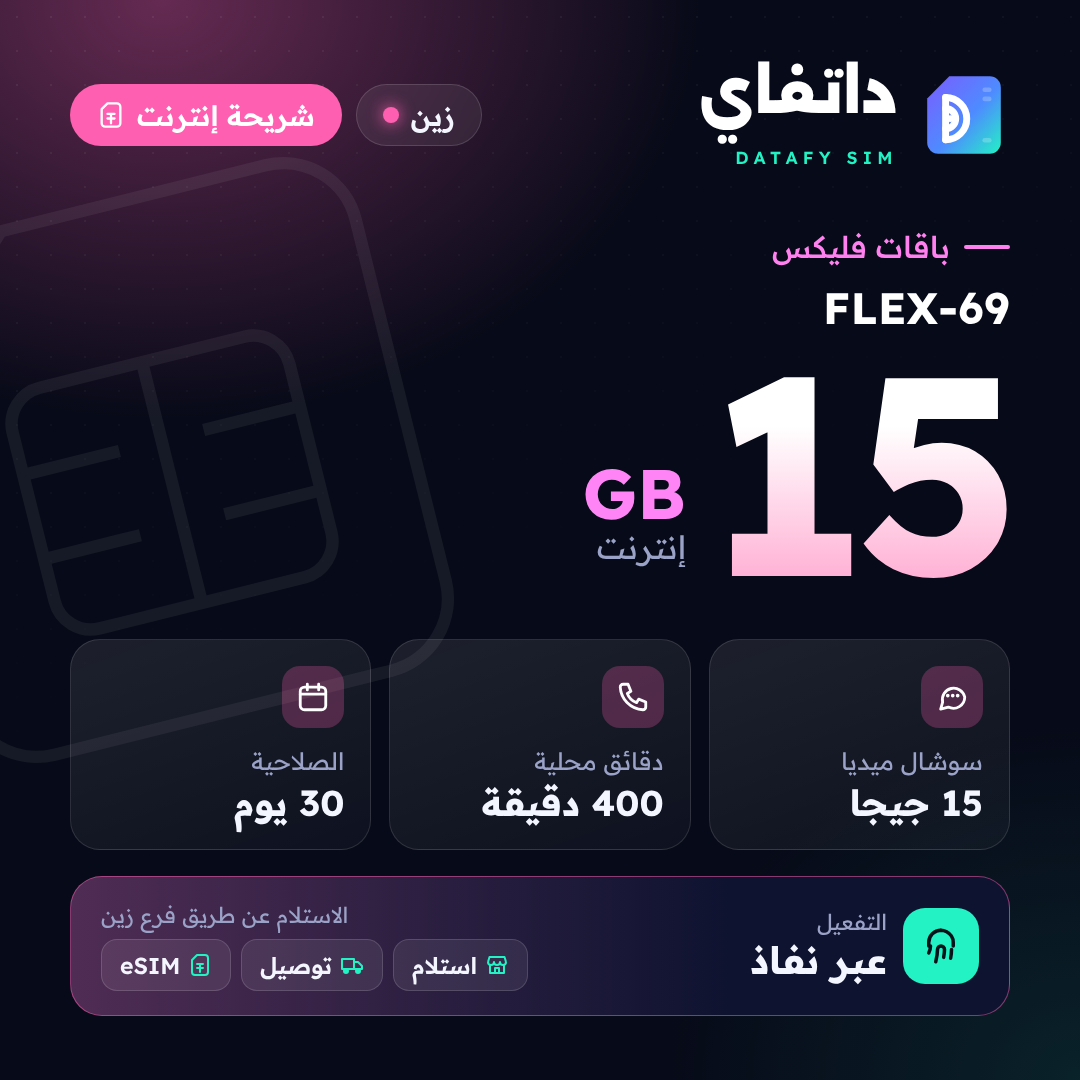 داتفاي
DATAFY SIM
زين
شريحة إنترنت
باقات فليكس
FLEX-69
15
GB
إنترنت
سوشال ميديا
15 جيجا
دقائق محلية
400 دقيقة
الصلاحية
30 يوم
التفعيل
عبر نفاذ
الاستلام عن طريق فرع زين
استلام
توصيل
eSIM